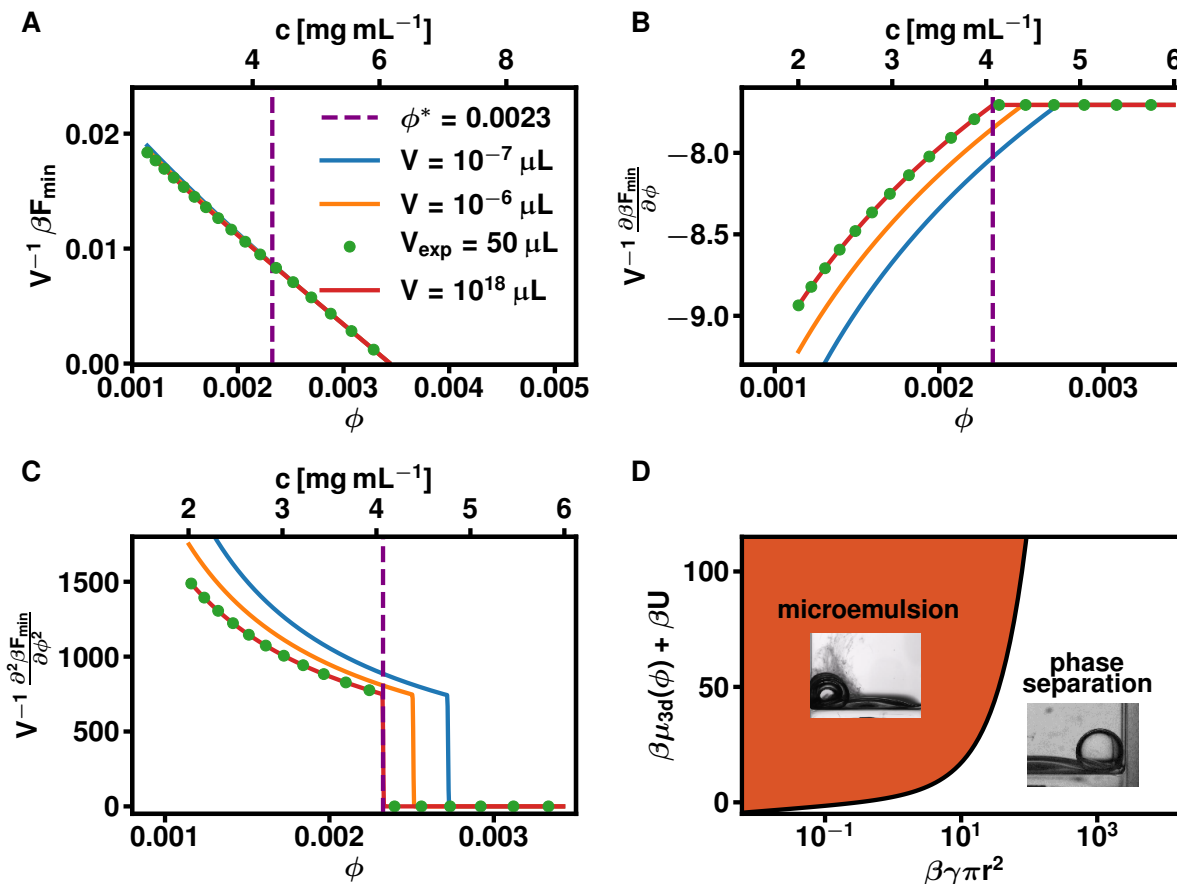 A
c [mg mL⁻¹]
4 6 8
V⁻¹ βF_min
0.02
0.01
0.00
0.001 0.002 0.003 0.004 0.005
ϕ
ϕ* = 0.0023
V = 10⁻⁷ μL
V = 10⁻⁶ μL
V_exp = 50 μL
V = 10¹⁸ μL
B
c [mg mL⁻¹]
2 3 4 5 6
V⁻¹ ∂βF_min/∂ϕ
−8.0
−8.5
−9.0
0.001 0.002 0.003
ϕ
C
c [mg mL⁻¹]
2 3 4 5 6
V⁻¹ ∂²βF_min/∂ϕ²
1500
1000
500
0
0.001 0.002 0.003
ϕ
D
βμ_3d(ϕ) + βU
100
50
0
microemulsion
phase
separation
10⁻¹ 10¹ 10³
βγπr²